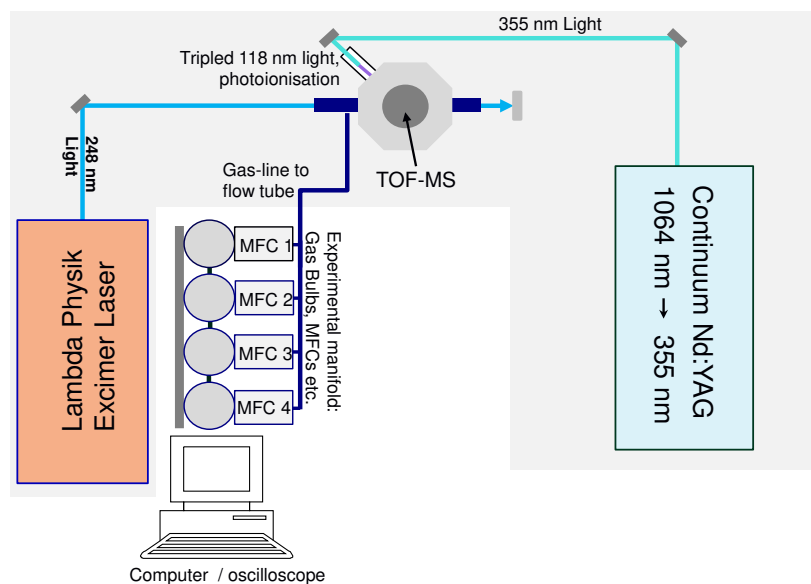 355 nm Light
Tripled 118 nm light,
photoionisation
248 nm
Light
TOF-MS
Gas-line to
flow tube
MFC 1
MFC 2
MFC 3
MFC 4
Experimental manifold:
Gas Bulbs, MFCs etc.
Lambda Physik
Excimer Laser
Continuum Nd:YAG
1064 nm → 355 nm
Computer / oscilloscope